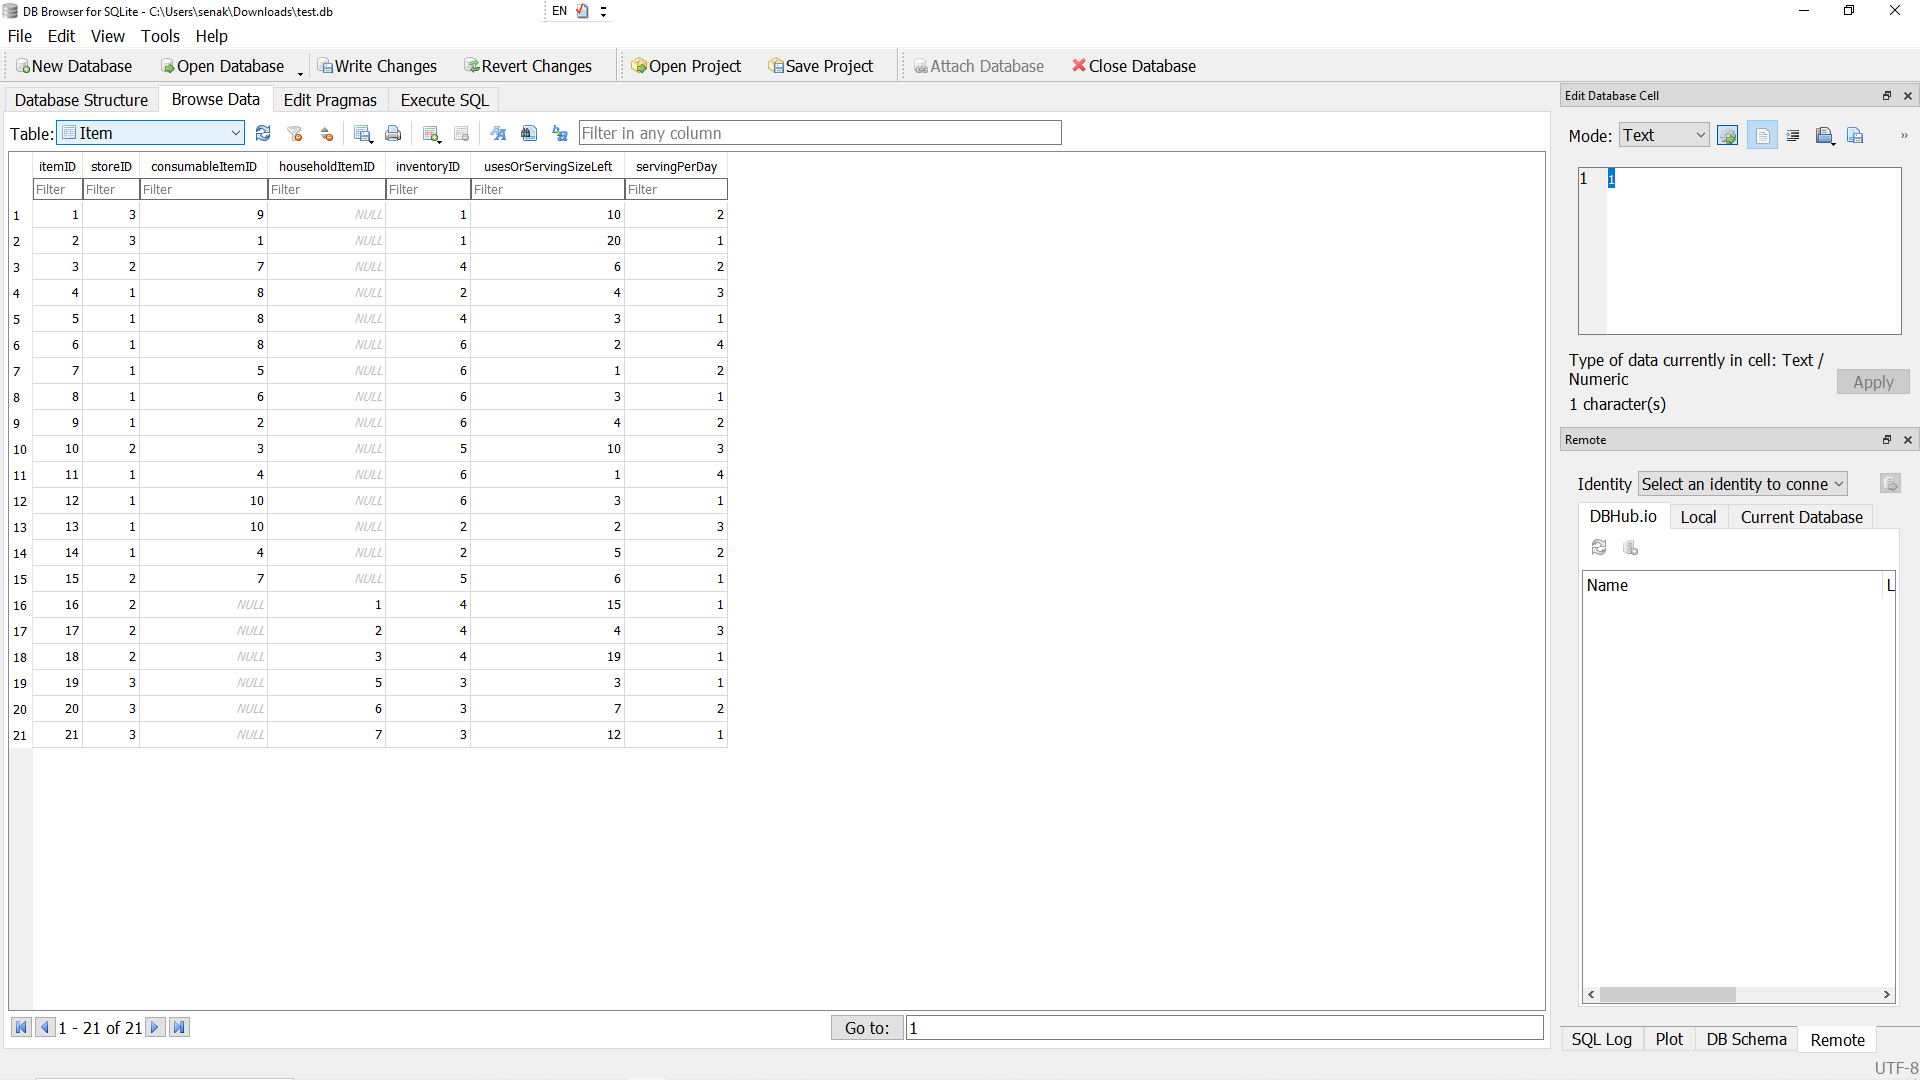 DB Browser for SQLite - C:\Users\senak\Downloads\test.db EN
File Edit View Tools Help
New Database Open Database Write Changes Revert Changes Open Project Save Project Attach Database Close Database
Database Structure Browse Data Edit Pragmas Execute SQL
Table: Item Filter in any column
itemID storeID consumableItemID householdItemID inventoryID usesOrServingSizeLeft servingPerDay
Filter Filter Filter Filter Filter Filter Filter
1 1 3 9 NULL 1 10 2
2 2 3 1 NULL 1 20 1
3 3 2 7 NULL 4 6 2
4 4 1 8 NULL 2 4 3
5 5 1 8 NULL 4 3 1
6 6 1 8 NULL 6 2 4
7 7 1 5 NULL 6 1 2
8 8 1 6 NULL 6 3 1
9 9 1 2 NULL 6 4 2
10 10 2 3 NULL 5 10 3
11 11 1 4 NULL 6 1 4
12 12 1 10 NULL 6 3 1
13 13 1 10 NULL 2 2 3
14 14 1 4 NULL 2 5 2
15 15 2 7 NULL 5 6 1
16 16 2 NULL 1 4 15 1
17 17 2 NULL 2 4 4 3
18 18 2 NULL 3 4 19 1
19 19 3 NULL 5 3 3 1
20 20 3 NULL 6 3 7 2
21 21 3 NULL 7 3 12 1
1 - 21 of 21 Go to: 1
Edit Database Cell
Mode: Text »
1 1
Type of data currently in cell: Text /
Numeric
Apply
1 character(s)
Remote
Identity Select an identity to conne
DBHub.io Local Current Database
Name L
SQL Log Plot DB Schema Remote
UTF-8